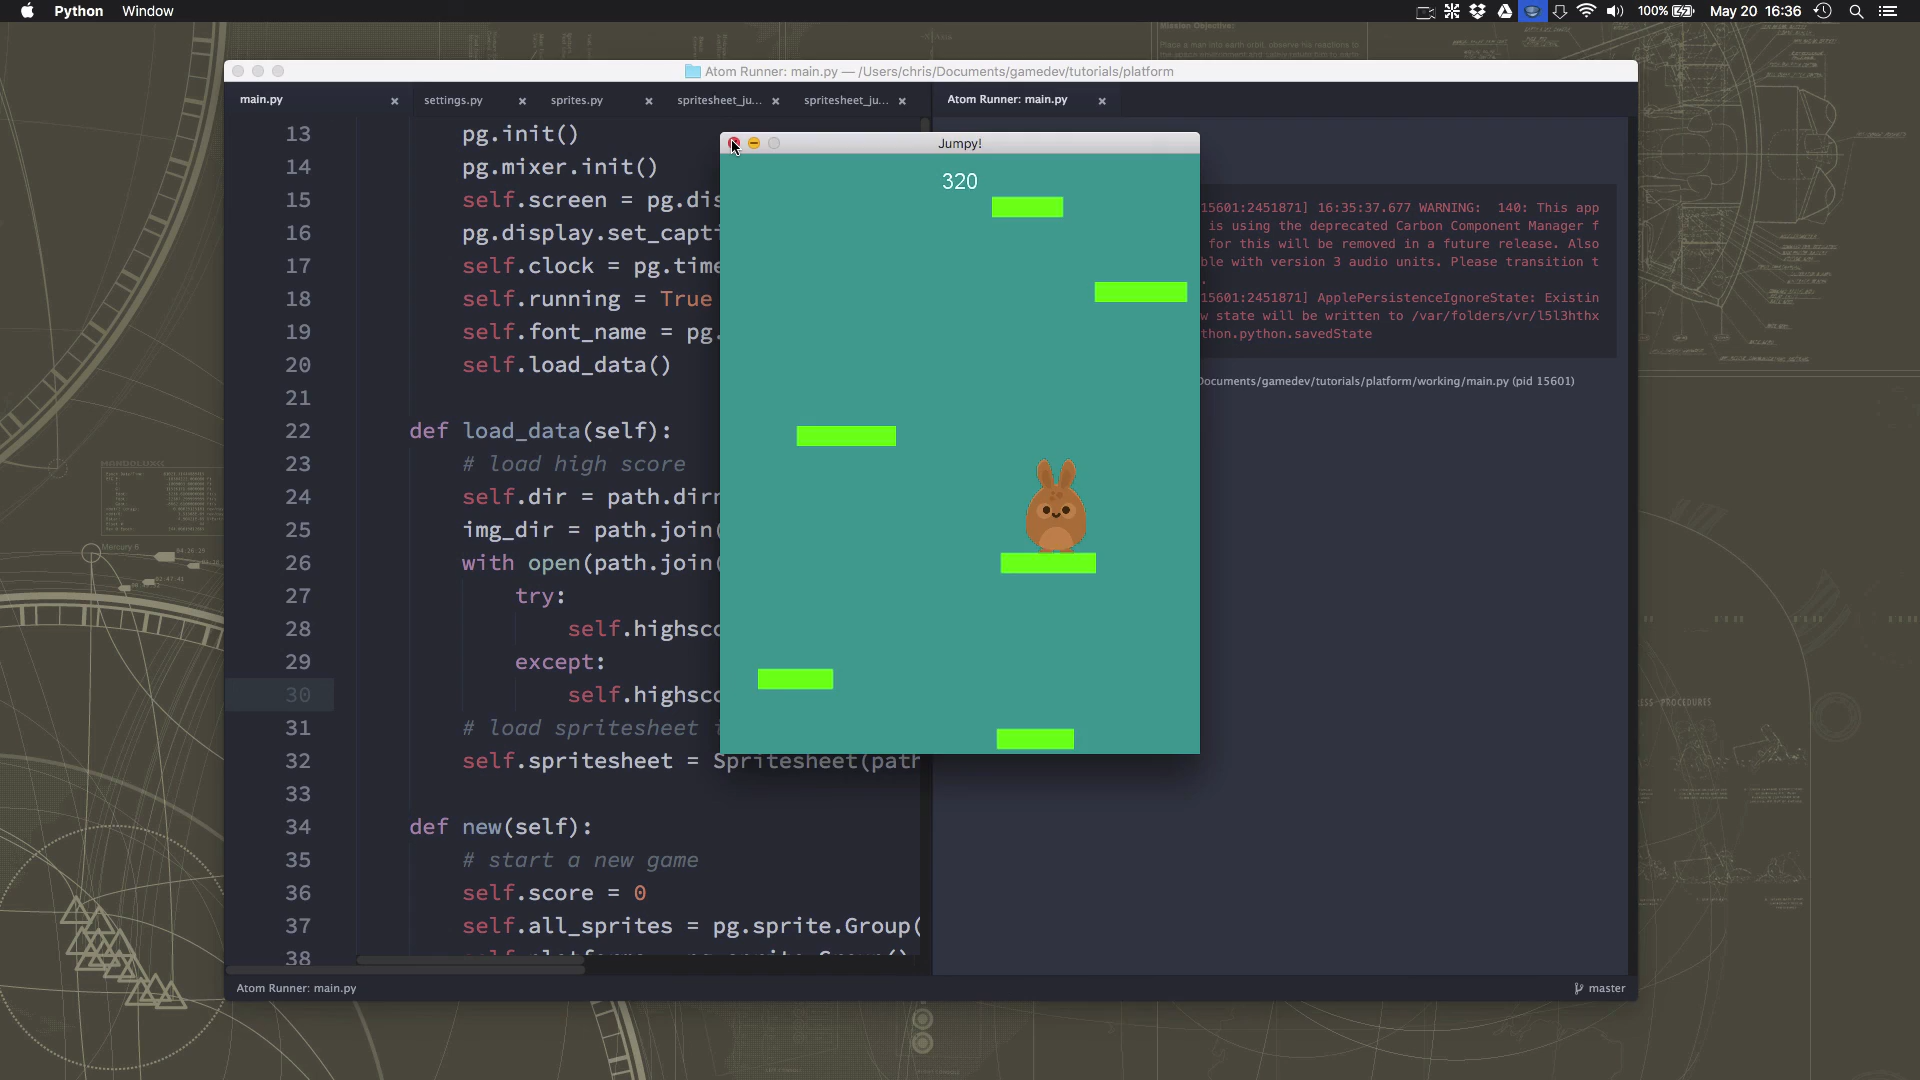 Python Window
100% May 20 16:36
Atom Runner: main.py — /Users/chris/Documents/gamedev/tutorials/platform
main.py settings.py sprites.py spritesheet_ju... spritesheet_ju... Atom Runner: main.py
13 pg.init()
14 pg.mixer.init()
15 self.screen = pg.dis
16 pg.display.set_capti
17 self.clock = pg.time
18 self.running = True
19 self.font_name = pg.
20 self.load_data()
21
22 def load_data(self):
23 # load high score
24 self.dir = path.dirn
25 img_dir = path.join(
26 with open(path.join(
27 try:
28 self.highsco
29 except:
30 self.highsco
31 # load spritesheet i
32 self.spritesheet = Spritesheet(path
33
34 def new(self):
35 # start a new game
36 self.score = 0
37 self.all_sprites = pg.sprite.Group(
38
Jumpy!
320
15601:2451871] 16:35:37.677 WARNING: 140: This app
is using the deprecated Carbon Component Manager f
for this will be removed in a future release. Also
ble with version 3 audio units. Please transition t
.
15601:2451871] ApplePersistenceIgnoreState: Existin
w state will be written to /var/folders/vr/l5l3hthx
thon.python.savedState
Documents/gamedev/tutorials/platform/working/main.py (pid 15601)
Atom Runner: main.py
master
Mission Objective:
Mercury 6